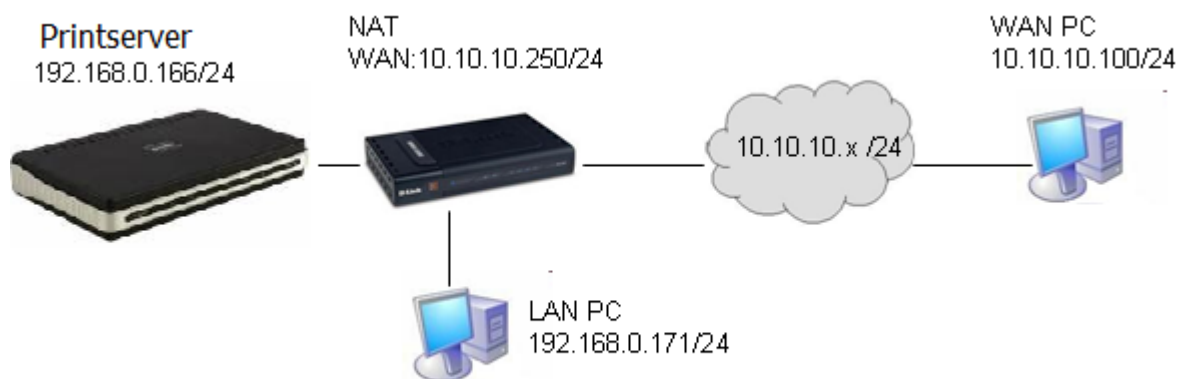 Printserver
192.168.0.166/24
NAT
WAN:10.10.10.250/24
WAN PC
10.10.10.100/24
10.10.10.x /24
D-Link
LAN PC
192.168.0.171/24